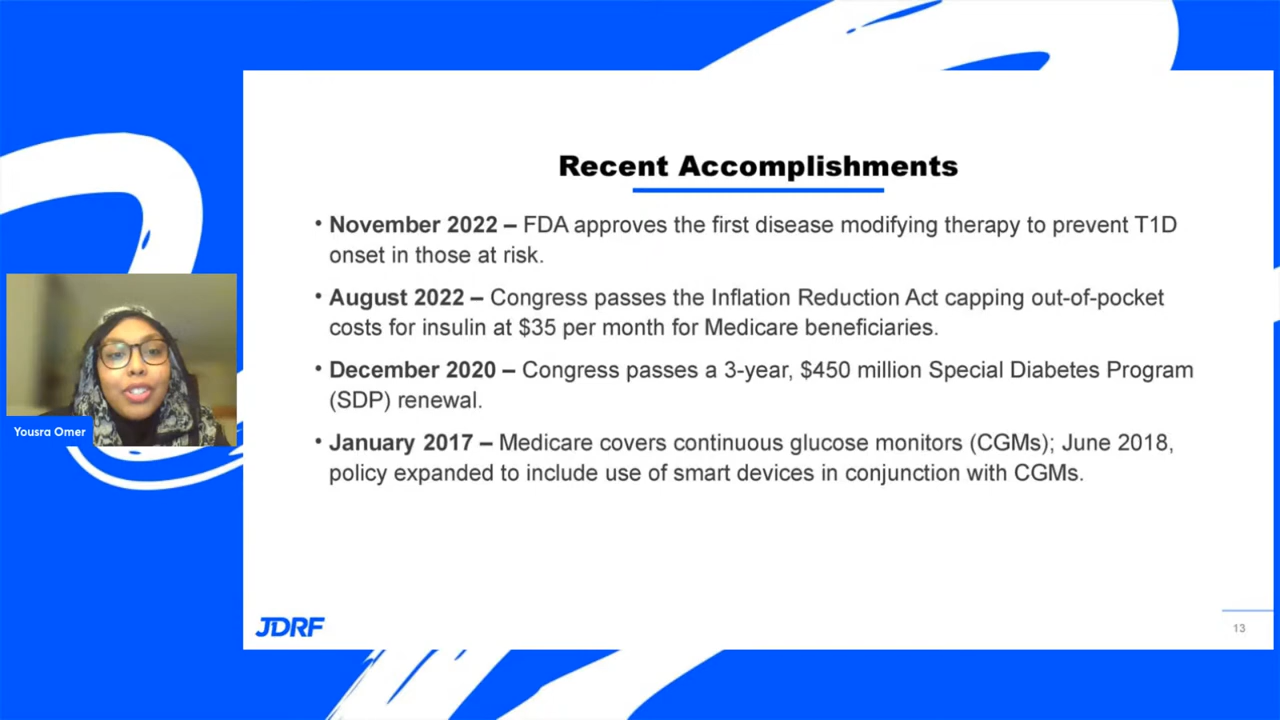 Recent Accomplishments
• November 2022 – FDA approves the first disease modifying therapy to prevent T1D
onset in those at risk.
• August 2022 – Congress passes the Inflation Reduction Act capping out-of-pocket
costs for insulin at $35 per month for Medicare beneficiaries.
• December 2020 – Congress passes a 3-year, $450 million Special Diabetes Program
(SDP) renewal.
• January 2017 – Medicare covers continuous glucose monitors (CGMs); June 2018,
policy expanded to include use of smart devices in conjunction with CGMs.
Yousra Omer
JDRF
13